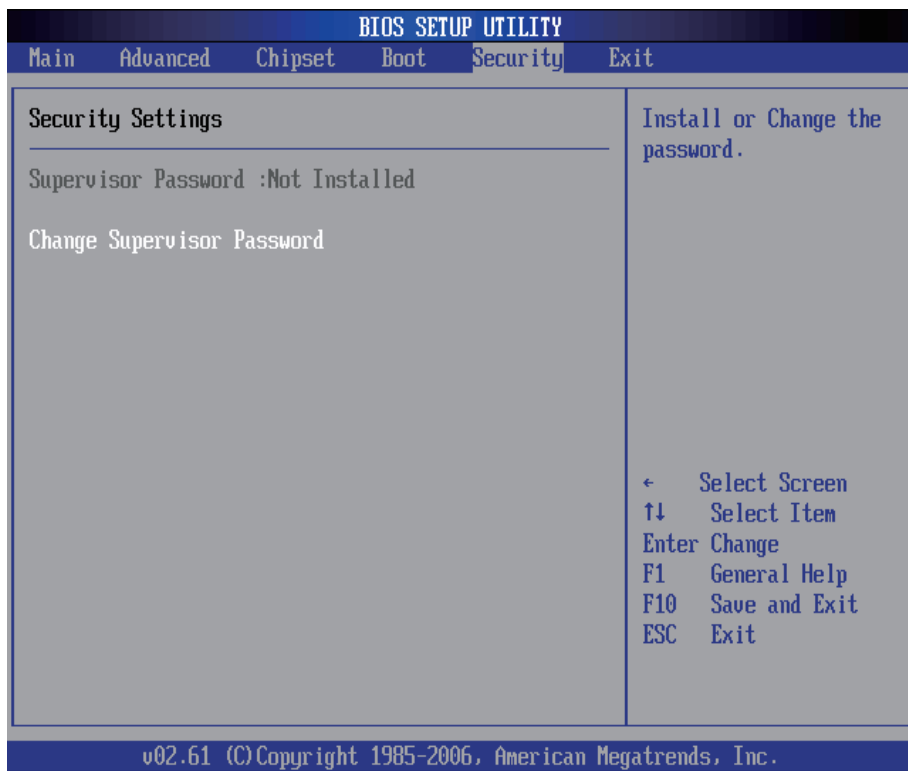 BIOS SETUP UTILITY
Main Advanced Chipset Boot Security Exit
Security Settings
Supervisor Password :Not Installed
Change Supervisor Password
Install or Change the
password.
← Select Screen
↑↓ Select Item
Enter Change
F1 General Help
F10 Save and Exit
ESC Exit
v02.61 (C)Copyright 1985-2006, American Megatrends, Inc.